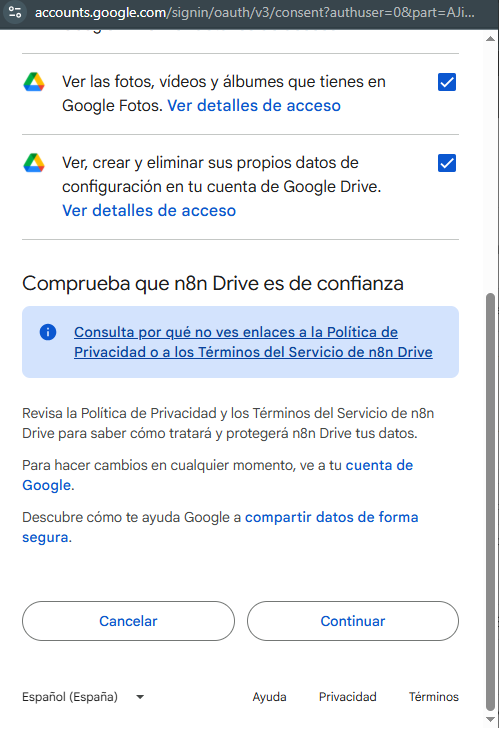 accounts.google.com/signin/oauth/v3/consent?authuser=0&part=AJi...
Ver las fotos, vídeos y álbumes que tienes en
Google Fotos. Ver detalles de acceso
Ver, crear y eliminar sus propios datos de
configuración en tu cuenta de Google Drive.
Ver detalles de acceso
Comprueba que n8n Drive es de confianza
Consulta por qué no ves enlaces a la Política de
Privacidad o a los Términos del Servicio de n8n Drive
Revisa la Política de Privacidad y los Términos del Servicio de n8n
Drive para saber cómo tratará y protegerá n8n Drive tus datos.
Para hacer cambios en cualquier momento, ve a tu cuenta de
Google.
Descubre cómo te ayuda Google a compartir datos de forma
segura.
Cancelar
Continuar
Español (España)
Ayuda
Privacidad
Términos